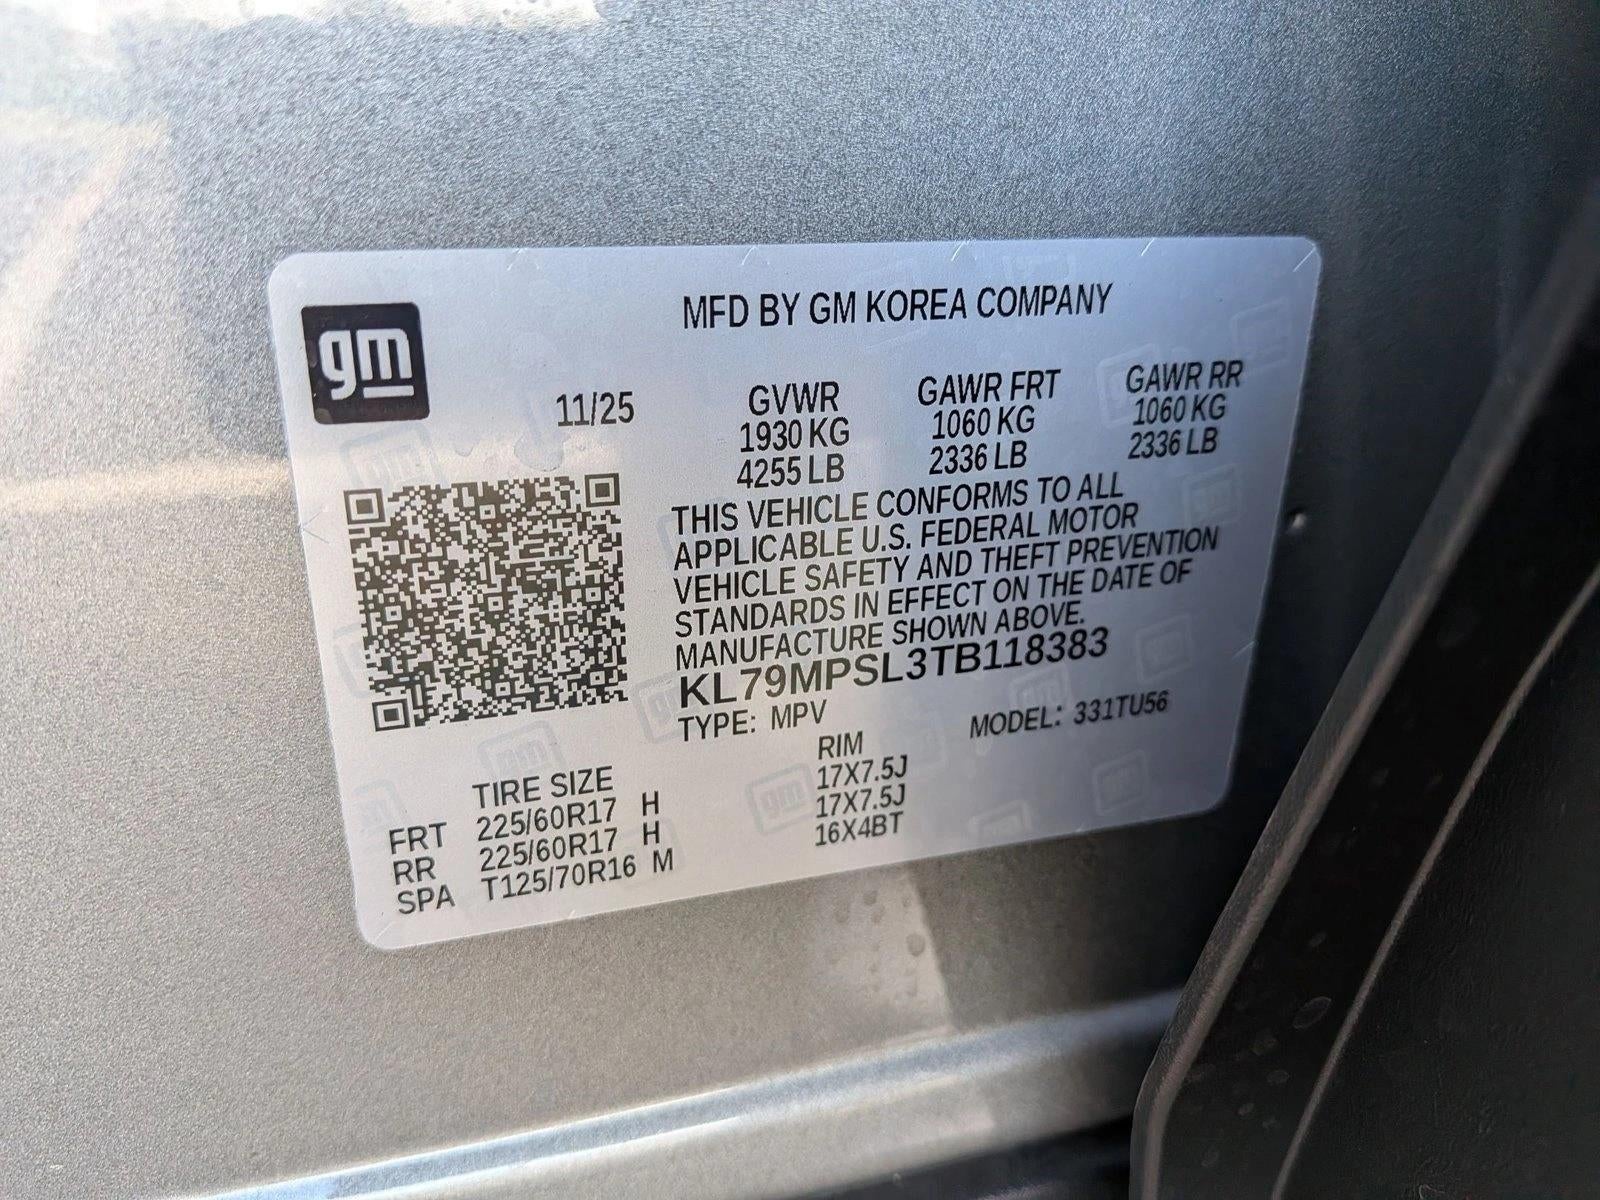 gm
MFD BY GM KOREA COMPANY
11/25
GVWR GAWR FRT GAWR RR
1930 KG 1060 KG 1060 KG
4255 LB 2336 LB 2336 LB
THIS VEHICLE CONFORMS TO ALL
APPLICABLE U.S. FEDERAL MOTOR
VEHICLE SAFETY AND THEFT PREVENTION
STANDARDS IN EFFECT ON THE DATE OF
MANUFACTURE SHOWN ABOVE.
KL79MPSL3TB118383
TYPE: MPV MODEL: 331TU56
TIRE SIZE RIM
FRT 225/60R17 H 17X7.5J
RR 225/60R17 H 17X7.5J
SPA T125/70R16 M 16X4BT